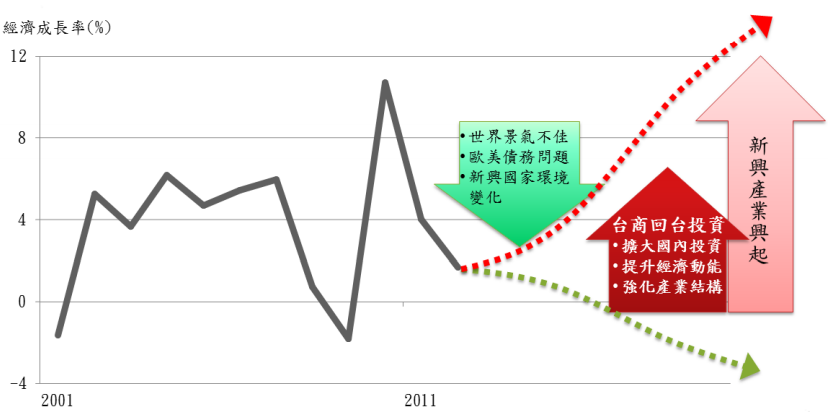 經濟成長率(%)
12
8
4
0
-4
2001
2011
•世界景氣不佳
•歐美債務問題
•新興國家環境
變化
台商回台投資
•擴大國內投資
•提升經濟動能
•強化產業結構
新興產業興起